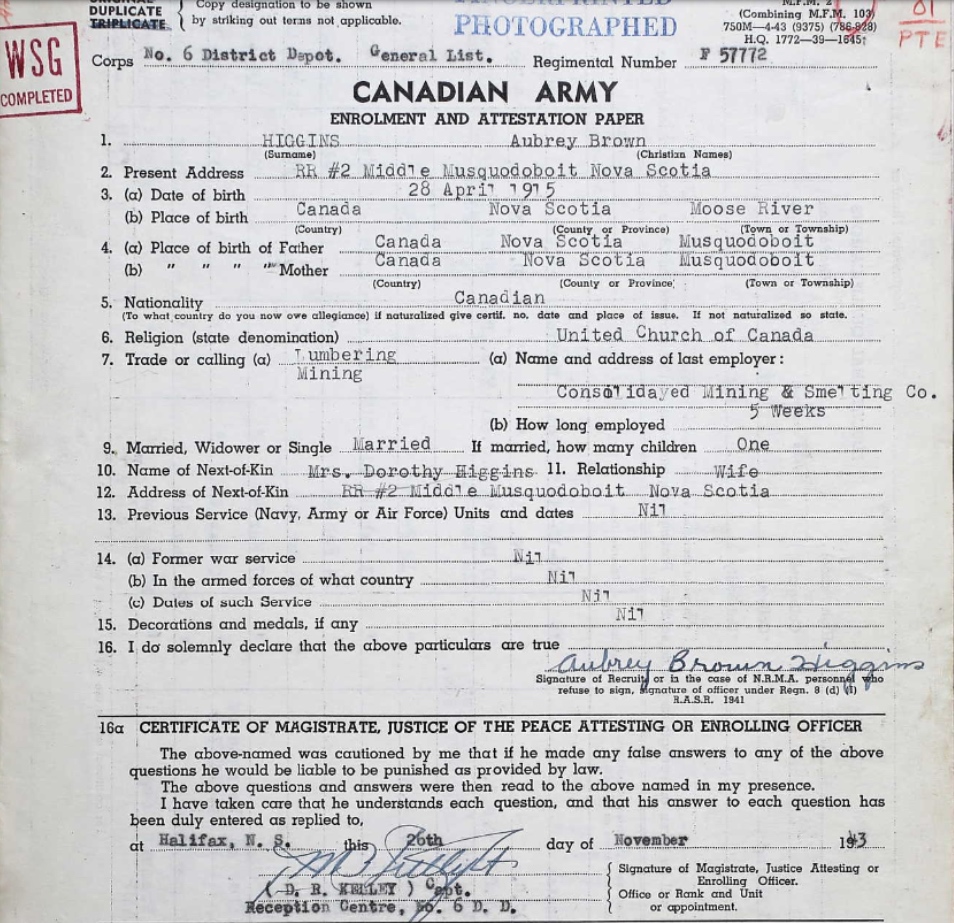 DUPLICATE
TRIPLICATE
Copy designation to be shown
by striking out terms not applicable.
PHOTOGRAPHED
(Combining M.F.M. 103)
750M—4-43 (9375) (786-828)
H.Q. 1772—39—1645
PTE
WSG
COMPLETED
Corps No. 6 District Depot. General List. Regimental Number F 57772
CANADIAN ARMY
ENROLMENT AND ATTESTATION PAPER
1. HIGGINS Aubrey Brown
(Surname) (Christian Names)
2. Present Address RR #2 Middle Musquodoboit Nova Scotia
3. (a) Date of birth 28 April 1915
(b) Place of birth Canada Nova Scotia Moose River
(Country) (County or Province) (Town or Township)
4. (a) Place of birth of Father Canada Nova Scotia Musquodoboit
(b) " " " " Mother Canada Nova Scotia Musquodoboit
(Country) (County or Province) (Town or Township)
5. Nationality Canadian
(To what country do you now owe allegiance) if naturalized give certif. no. date and place of issue. If not naturalized so state.
6. Religion (state denomination) United Church of Canada
7. Trade or calling (a) Lumbering (a) Name and address of last employer:
Mining
Consolidayed Mining & Smelting Co.
5 Weeks
(b) How long employed
9. Married, Widower or Single Married If married, how many children One
10. Name of Next-of-Kin Mrs. Dorothy Higgins 11. Relationship Wife
12. Address of Next-of-Kin RR #2 Middle Musquodoboit Nova Scotia
13. Previous Service (Navy, Army or Air Force) Units and dates Nil
14. (a) Former war service Nil
(b) In the armed forces of what country Nil
(c) Dates of such Service Nil
15. Decorations and medals, if any Nil
16. I do solemnly declare that the above particulars are true
Aubrey Brown Higgins
Signature of Recruit or in the case of N.R.M.A. personnel who
refuse to sign, signature of officer under Regn. 8 (d) (i)
R.A.S.R. 1941
16a CERTIFICATE OF MAGISTRATE, JUSTICE OF THE PEACE ATTESTING OR ENROLLING OFFICER
The above-named was cautioned by me that if he made any false answers to any of the above
questions he would be liable to be punished as provided by law.
The above questions and answers were then read to the above named in my presence.
I have taken care that he understands each question, and that his answer to each question has
been duly entered as replied to,
at Halifax, N. S. this 26th day of November 1943
Signature of Magistrate, Justice Attesting or
Enrolling Officer.
( D. R. KELLEY ) Capt.
Office or Rank and Unit
Reception Centre, No. 6 D. D.
or appointment.